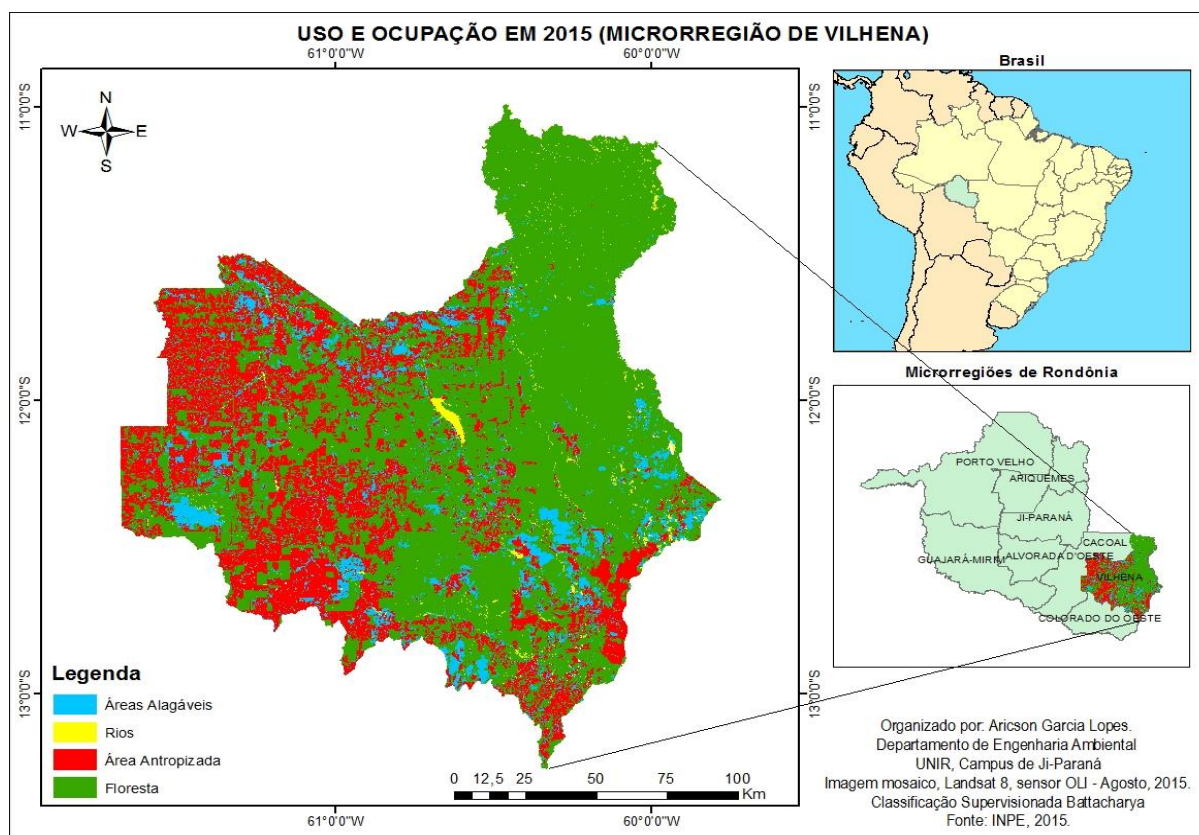 USO E OCUPAÇÃO EM 2015 (MICRORREGIÃO DE VILHENA)
61°0'0"W
60°0'0"W
11°0'0"S
11°0'0"S
N
W
E
S
12°0'0"S
12°0'0"S
13°0'0"S
13°0'0"S
61°0'0"W
60°0'0"W
Legenda
Áreas Alagáveis
Rios
Área Antropizada
Floresta
0 12,5 25 50 75 100
Km
Brasil
Microrregiões de Rondônia
PORTO VELHO
ARIQUEMES
JI-PARANÁ
CACOAL
GUAJARÁ-MIRIM
ALVORADA D'OESTE
VILHENA
COLORADO DO OESTE
Organizado por: Aricson Garcia Lopes.
Departamento de Engenharia Ambiental
UNIR, Campus de Ji-Paraná
Imagem mosaico, Landsat 8, sensor OLI - Agosto, 2015.
Classificação Supervisionada Battacharya
Fonte: INPE, 2015.